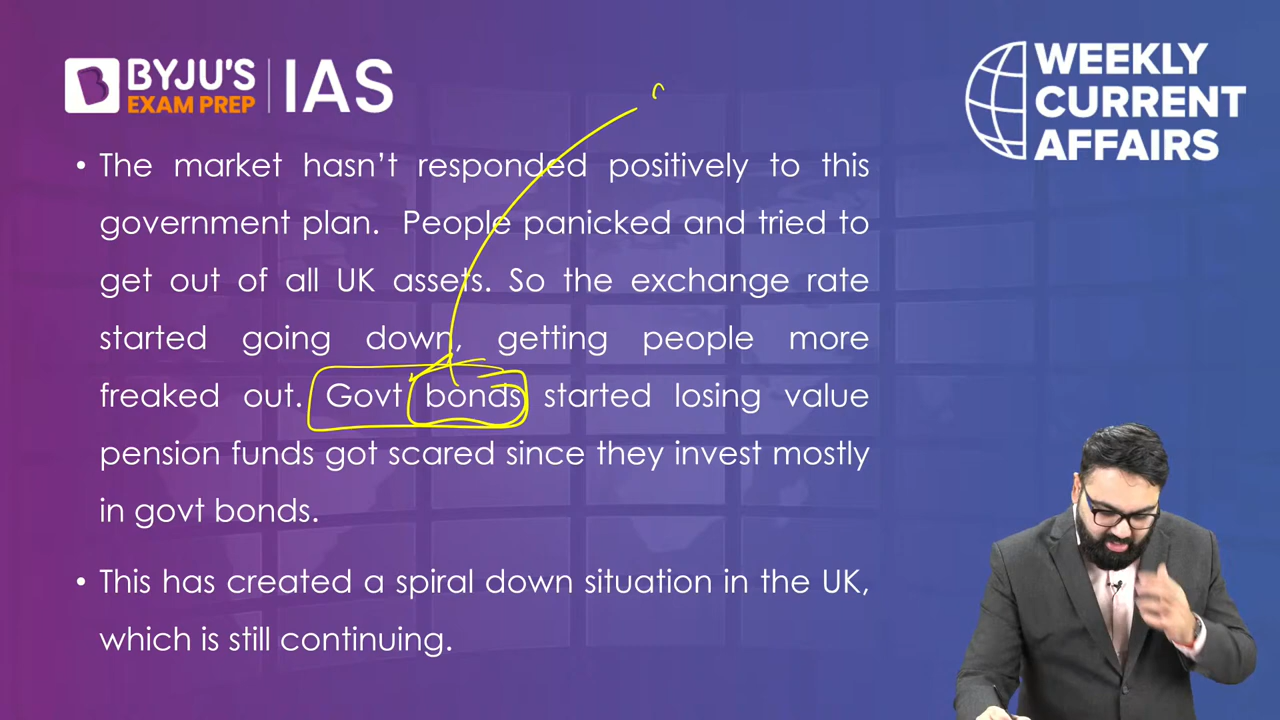 BYJU'S
EXAM PREP
IAS
WEEKLY
CURRENT
AFFAIRS
• The market hasn't responded positively to this
government plan. People panicked and tried to
get out of all UK assets. So the exchange rate
started going down, getting people more
freaked out. Govt bonds started losing value
pension funds got scared since they invest mostly
in govt bonds.
• This has created a spiral down situation in the UK,
which is still continuing.